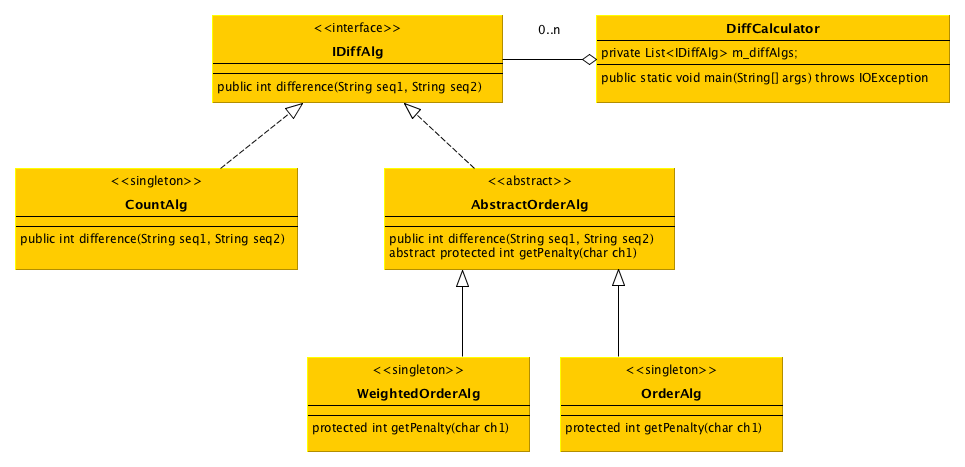 <<interface>>
IDiffAlg
public int difference(String seq1, String seq2)
0..n
DiffCalculator
private List<IDiffAlg> m_diffAlgs;
public static void main(String[] args) throws IOException
<<singleton>>
CountAlg
public int difference(String seq1, String seq2)
<<abstract>>
AbstractOrderAlg
public int difference(String seq1, String seq2)
abstract protected int getPenalty(char ch1)
<<singleton>>
WeightedOrderAlg
protected int getPenalty(char ch1)
<<singleton>>
OrderAlg
protected int getPenalty(char ch1)